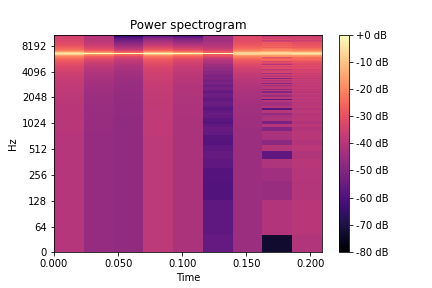 Power spectrogram
Hz
8192
4096
2048
1024
512
256
128
64
0
0.000
0.050
0.100
0.150
0.200
Time
+0 dB
-10 dB
-20 dB
-30 dB
-40 dB
-50 dB
-60 dB
-70 dB
-80 dB